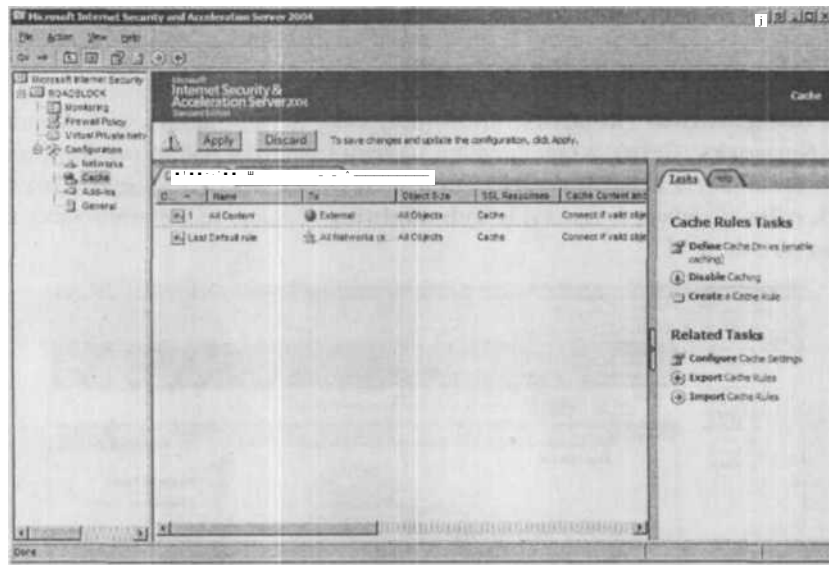 Microsoft Internet Security and Acceleration Server 2004
File Action View Help
Microsoft Internet Security
ROADBLOCK
Monitoring
Firewall Policy
Virtual Private Netw
Configuration
Networks
Cache
Add-ins
General
Microsoft
Internet Security &
Acceleration Server 2004
Standard Edition
Cache
Apply Discard To save changes and update the configuration, click Apply.
Name To Object Size SSL Responses Cache Content and
1 All Content External All Objects Cache Connect if valid obje
Last Default rule All Networks (a All Objects Cache Connect if valid obje
Tasks
Cache Rules Tasks
Define Cache Drives (enable
caching)
Disable Caching
Create a Cache Rule
Related Tasks
Configure Cache Settings
Export Cache Rules
Import Cache Rules
Done